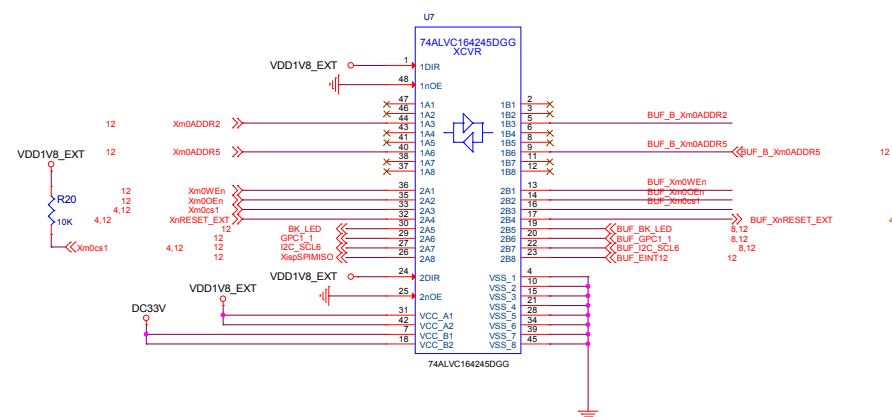 U7
74ALVC164245DGG
XCVR
VDD1V8_EXT 1 1DIR
48 1nOE
47 1A1 1B1 2
46 1A2 1B2 3
12 Xm0ADDR2 44 1A3 1B3 5 BUF_B_Xm0ADDR2
43 1A4 1B4 6
41 1A5 1B5 8
12 Xm0ADDR5 40 1A6 1B6 9 BUF_B_Xm0ADDR5 BUF_B_Xm0ADDR5 12
38 1A7 1B7 11
37 1A8 1B8 12
VDD1V8_EXT
R20
10K
Xm0cs1 4,12
12 Xm0WEn 36 2A1 2B1 13 BUF_Xm0WEn
12 Xm0OEn 35 2A2 2B2 14 BUF_Xm0OEn
4,12 Xm0cs1 33 2A3 2B3 16 BUF_Xm0cs1
4,12 XnRESET_EXT 32 2A4 2B4 17 BUF_XnRESET_EXT 4
12 BK_LED 30 2A5 2B5 19 BUF_BK_LED 8,12
12 GPC1_1 29 2A6 2B6 20 BUF_GPC1_1 8,12
12 I2C_SCL6 27 2A7 2B7 22 BUF_I2C_SCL6 8,12
12 XispSPIMISO 26 2A8 2B8 23 BUF_EINT12 12
VDD1V8_EXT 24 2DIR VSS_1 4
VSS_2 10
25 2nOE VSS_3 15
VSS_4 21
VDD1V8_EXT 31 VCC_A1 VSS_5 28
42 VCC_A2 VSS_6 34
DC33V 7 VCC_B1 VSS_7 39
18 VCC_B2 VSS_8 45
74ALVC164245DGG